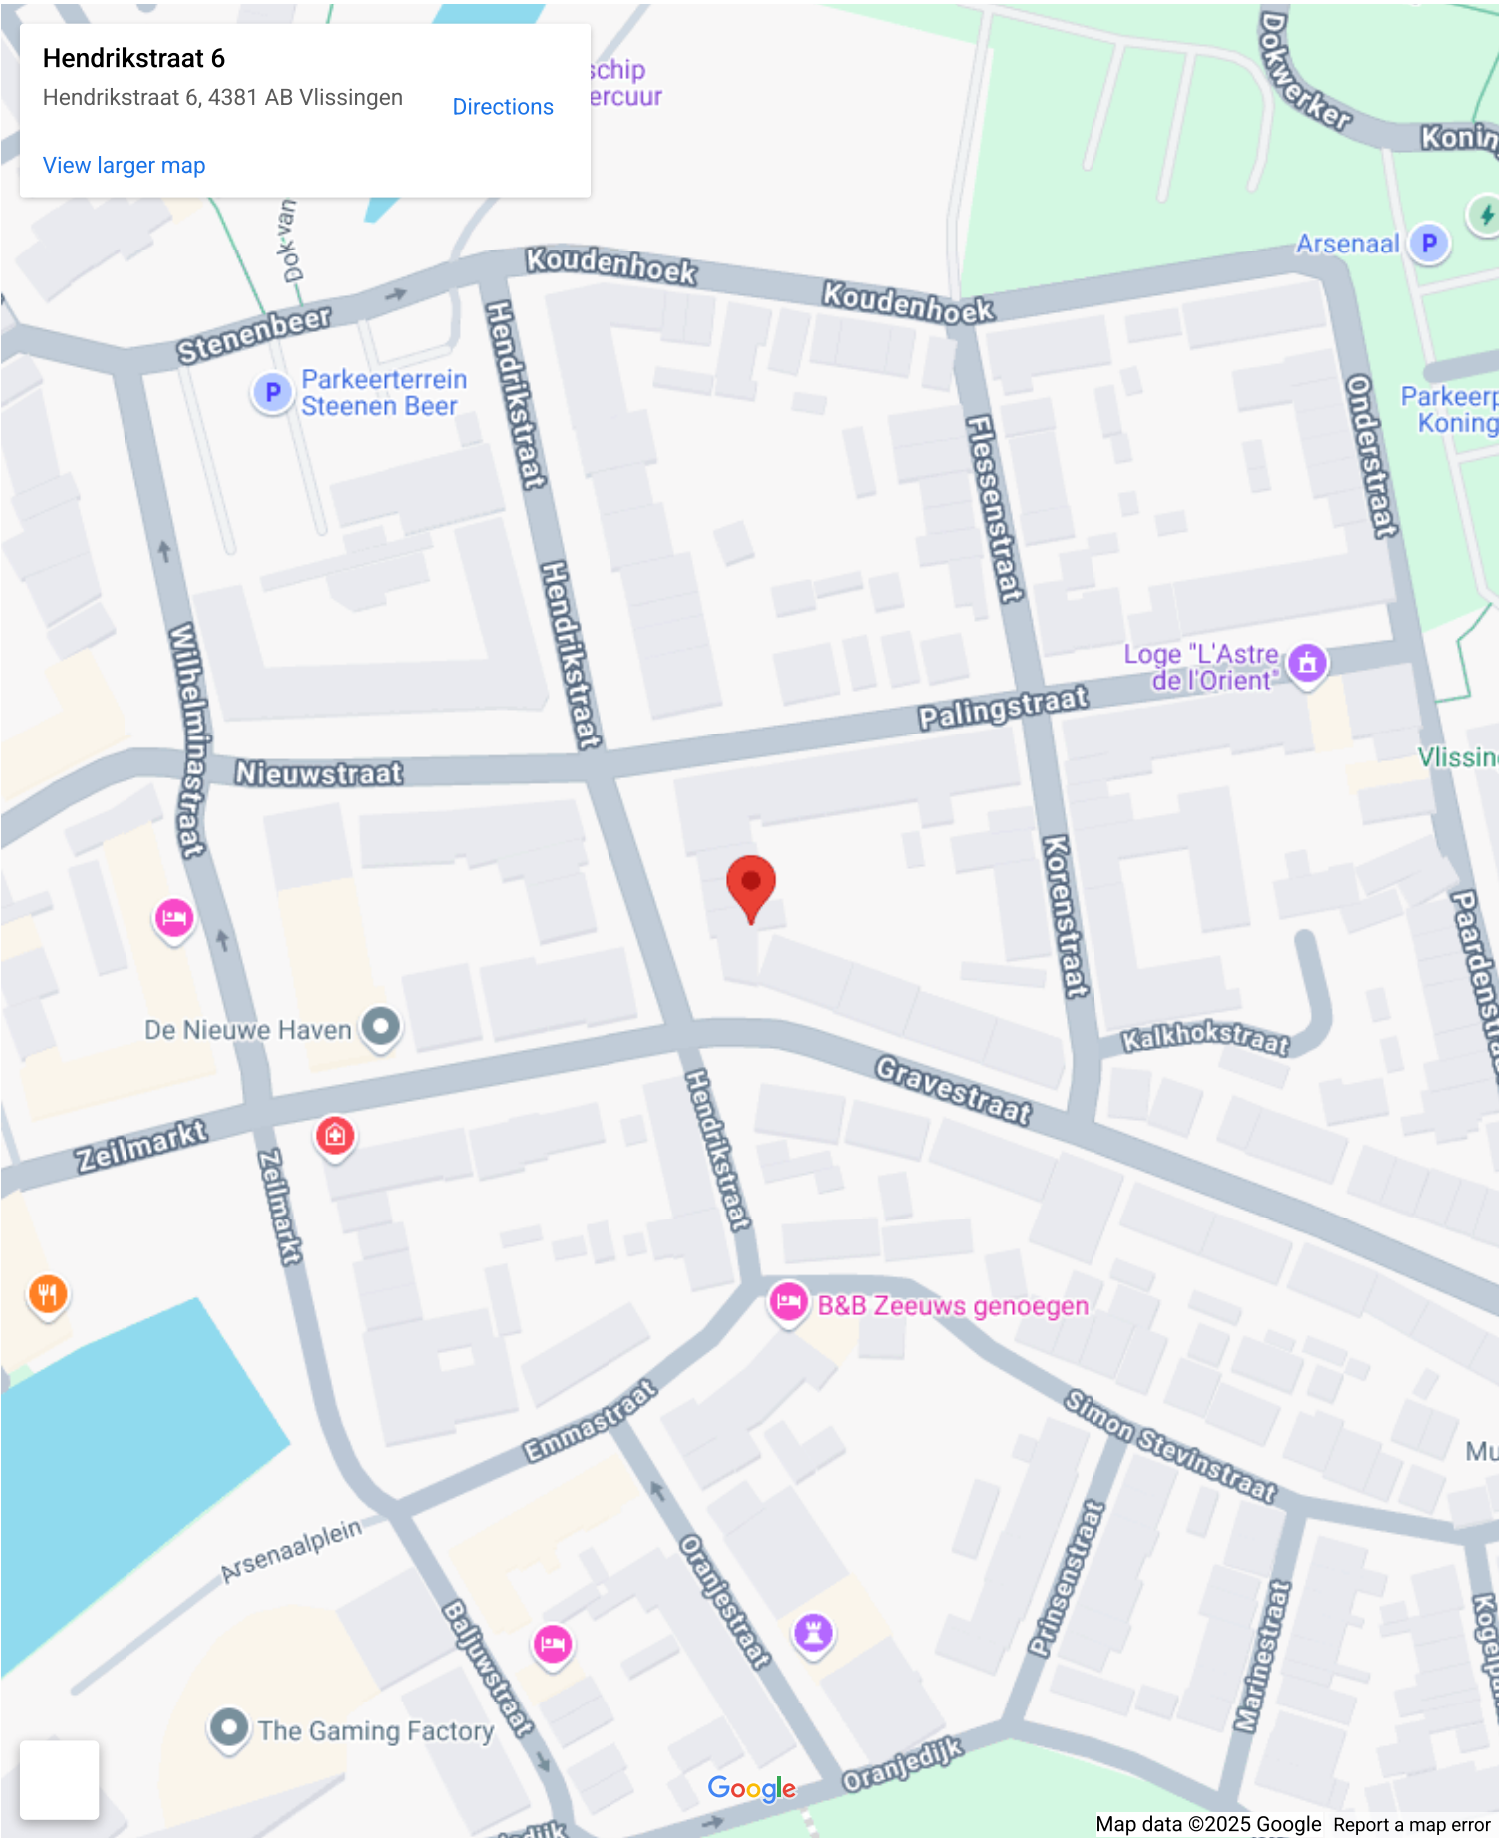 Hendrikstraat 6
Hendrikstraat 6, 4381 AB Vlissingen
Directions
View larger map
schip
ercuur
Dokwerker
Konin
Dok van
Arsenaal
Koudenhoek
Koudenhoek
Stenenbeer
Parkeerterrein
Steenen Beer
Hendrikstraat
Flessenstraat
Onderstraat
Parkeerp
Koning
Hendrikstraat
Wilhelminastraat
Loge "L'Astre
de l'Orient"
Palingstraat
Nieuwstraat
Vlissin
Korenstraat
Paardenstraa
De Nieuwe Haven
Kalkhokstraat
Gravestraat
Zeilmarkt
Hendrikstraat
Zeilmarkt
B&B Zeeuws genoegen
Emmastraat
Simon Stevinstraat
Mu
Arsenaalplein
Oranjestraat
Prinsenstraat
Marinestraat
Baljuwstraat
The Gaming Factory
Oranjedijk
Google
Map data ©2025 Google
Report a map error